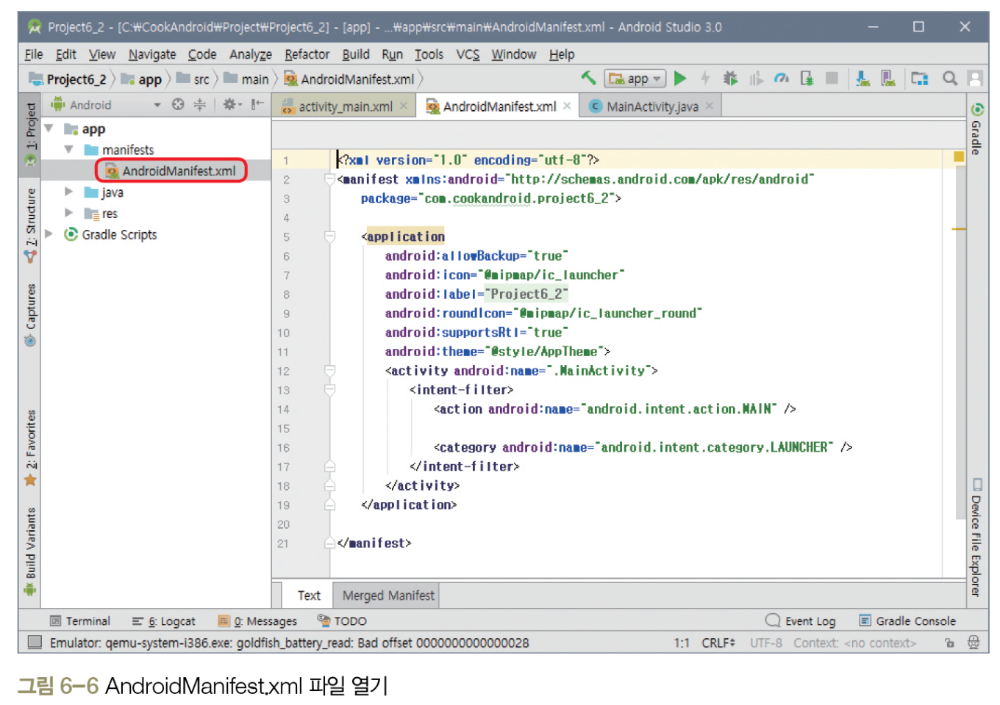 Project6_2 - [C:₩CookAndroid₩Project₩Project6_2] - [app] - ...₩app₩src₩main₩AndroidManifest.xml - Android Studio 3.0
File Edit View Navigate Code Analyze Refactor Build Run Tools VCS Window Help
Project6_2 app src main AndroidManifest.xml app
1: Project
Z: Structure
Captures
2: Favorites
Build Variants
Android
app
manifests
AndroidManifest.xml
java
res
Gradle Scripts
activity_main.xml AndroidManifest.xml MainActivity.java
1 <?xml version="1.0" encoding="utf-8"?>
2 <manifest xmlns:android="http://schemas.android.com/apk/res/android"
3 package="com.cookandroid.project6_2">
4
5 <application
6 android:allowBackup="true"
7 android:icon="@mipmap/ic_launcher"
8 android:label="Project6_2"
9 android:roundIcon="@mipmap/ic_launcher_round"
10 android:supportsRtl="true"
11 android:theme="@style/AppTheme">
12 <activity android:name=".MainActivity">
13 <intent-filter>
14 <action android:name="android.intent.action.MAIN" />
15
16 <category android:name="android.intent.category.LAUNCHER" />
17 </intent-filter>
18 </activity>
19 </application>
20
21 </manifest>
Text Merged Manifest
Gradle
Device File Explorer
Terminal 6: Logcat 0: Messages TODO Event Log Gradle Console
Emulator: qemu-system-i386.exe: goldfish_battery_read: Bad offset 0000000000000028 1:1 CRLF UTF-8 Context: <no context>
그림 6-6 AndroidManifest.xml 파일 열기